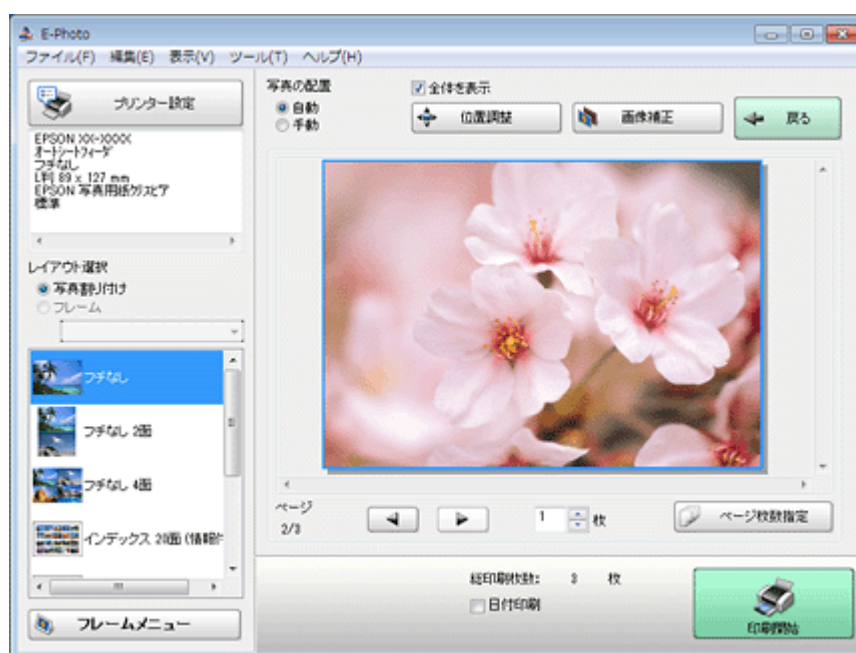 E-Photo
ファイル(F) 編集(E) 表示(V) ツール(T) ヘルプ(H)
プリンター設定
EPSON XX-XXXX
オートシートフィーダ
フチなし
L判 89 x 127 mm
EPSON 写真用紙クリスピア
標準
レイアウト選択
写真割り付け
フレーム
フチなし
フチなし 2面
フチなし 4面
インデックス 20面 (情報付
フレームメニュー
写真の配置
自動
手動
全体を表示
位置調整
画像補正
戻る
ページ
2/3
1 枚
ページ枚数指定
総印刷枚数: 3 枚
日付印刷
印刷開始